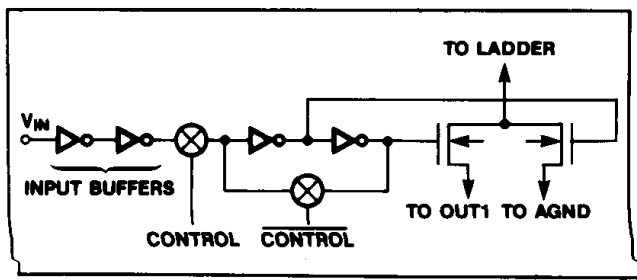 TO LADDER
VIN
INPUT BUFFERS
TO OUT1 TO AGND
CONTROL CONTROL